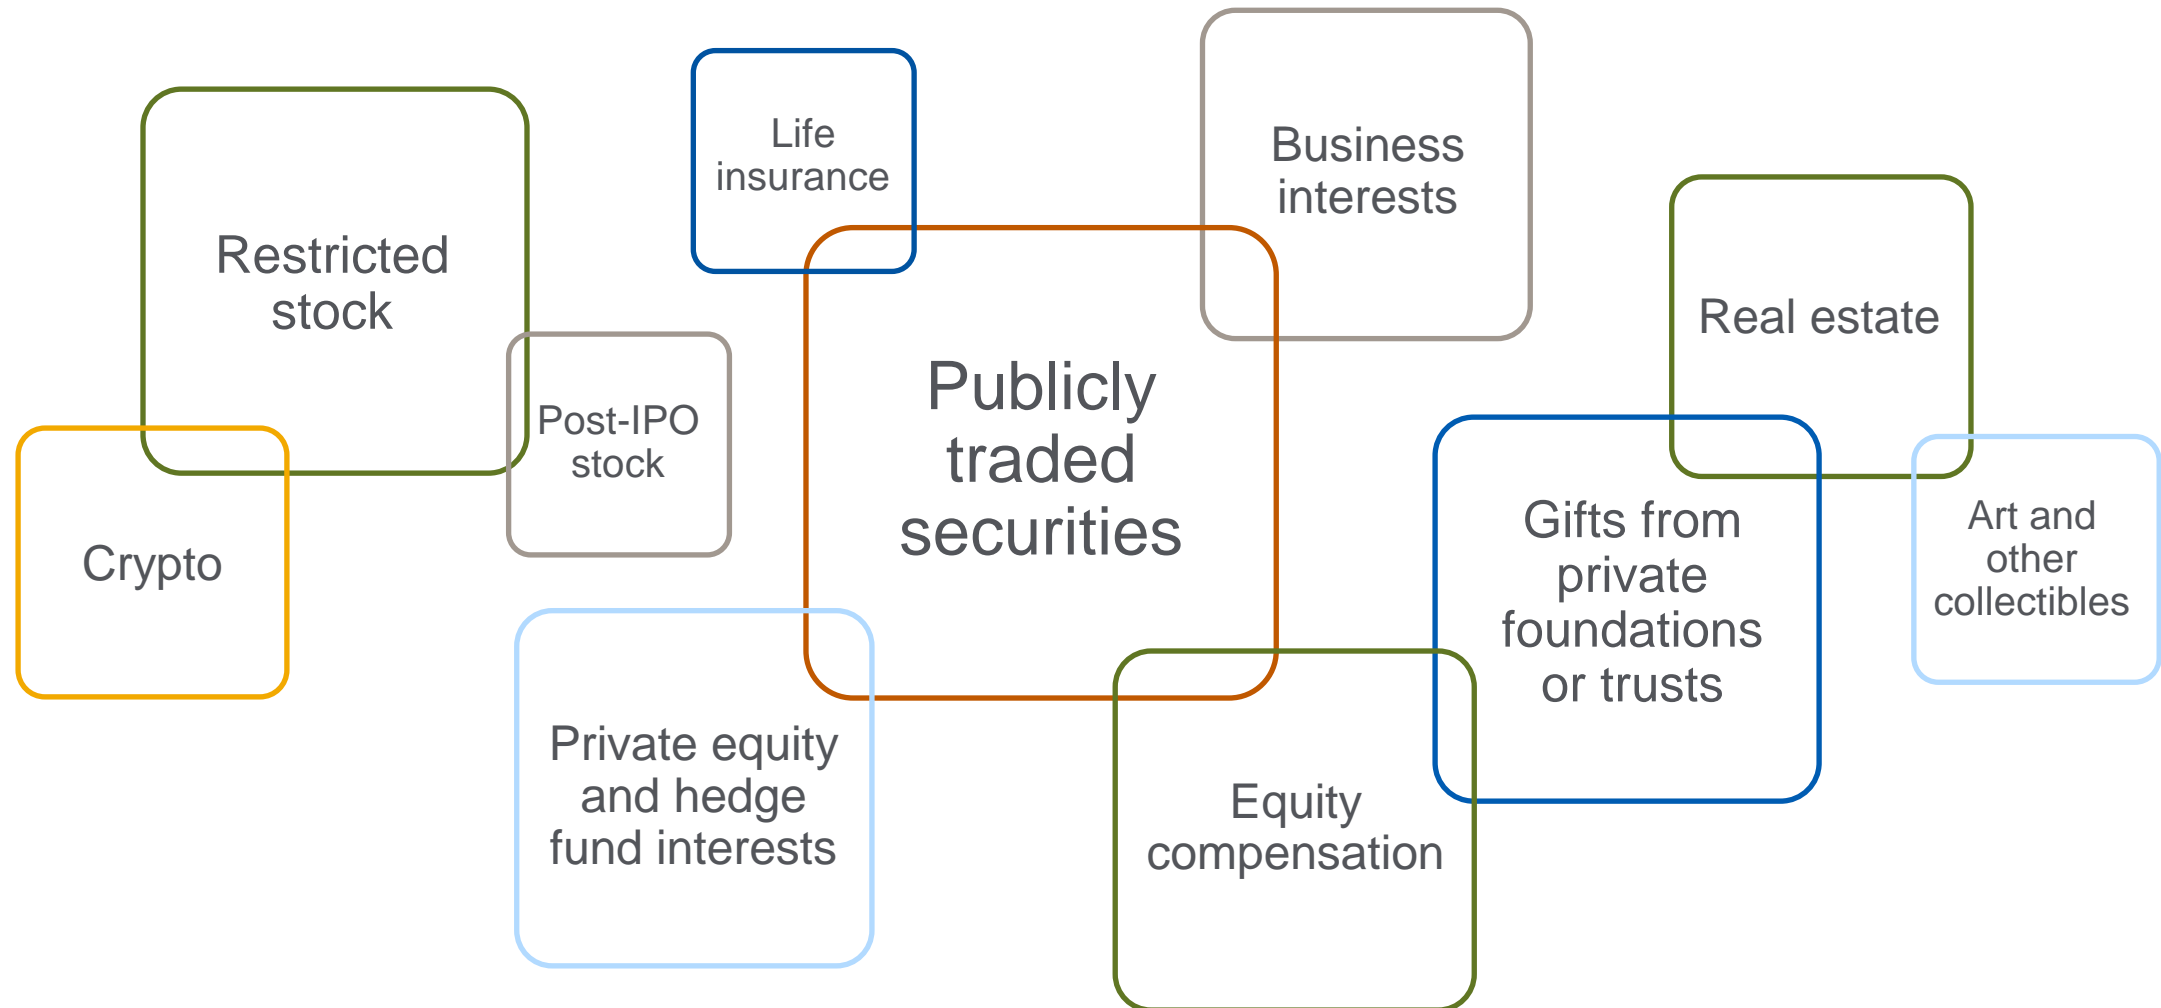 Life
insurance
Business
interests
Restricted
stock
Real estate
Post-IPO
stock
Publicly
traded
securities
Crypto
Gifts from
private
foundations
or trusts
Art and
other
collectibles
Private equity
and hedge
fund interests
Equity
compensation